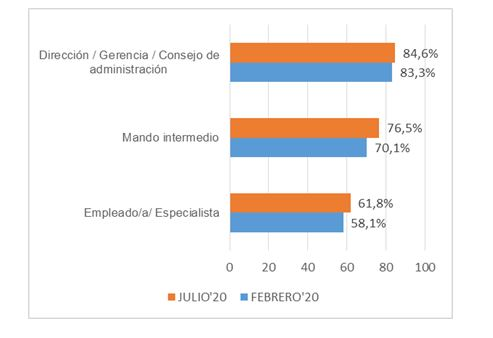 Dirección / Gerencia / Consejo de
administración
84,6%
83,3%
Mando intermedio
76,5%
70,1%
Empleado/a/ Especialista
61,8%
58,1%
0 20 40 60 80 100
JULIO'20 FEBRERO'20